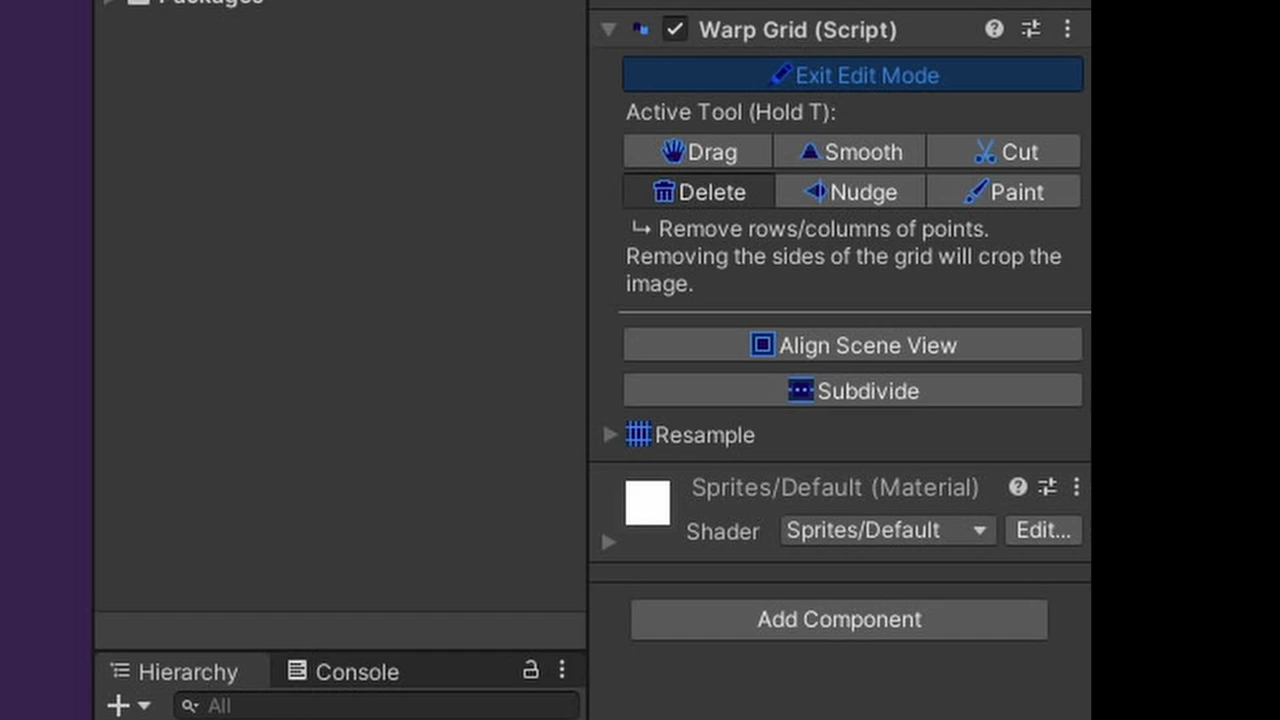 Packages
Warp Grid (Script)
Exit Edit Mode
Active Tool (Hold T):
Drag Smooth Cut
Delete Nudge Paint
↳ Remove rows/columns of points.
Removing the sides of the grid will crop the
image.
Align Scene View
Subdivide
Resample
Sprites/Default (Material)
Shader Sprites/Default Edit...
Add Component
Hierarchy Console
All